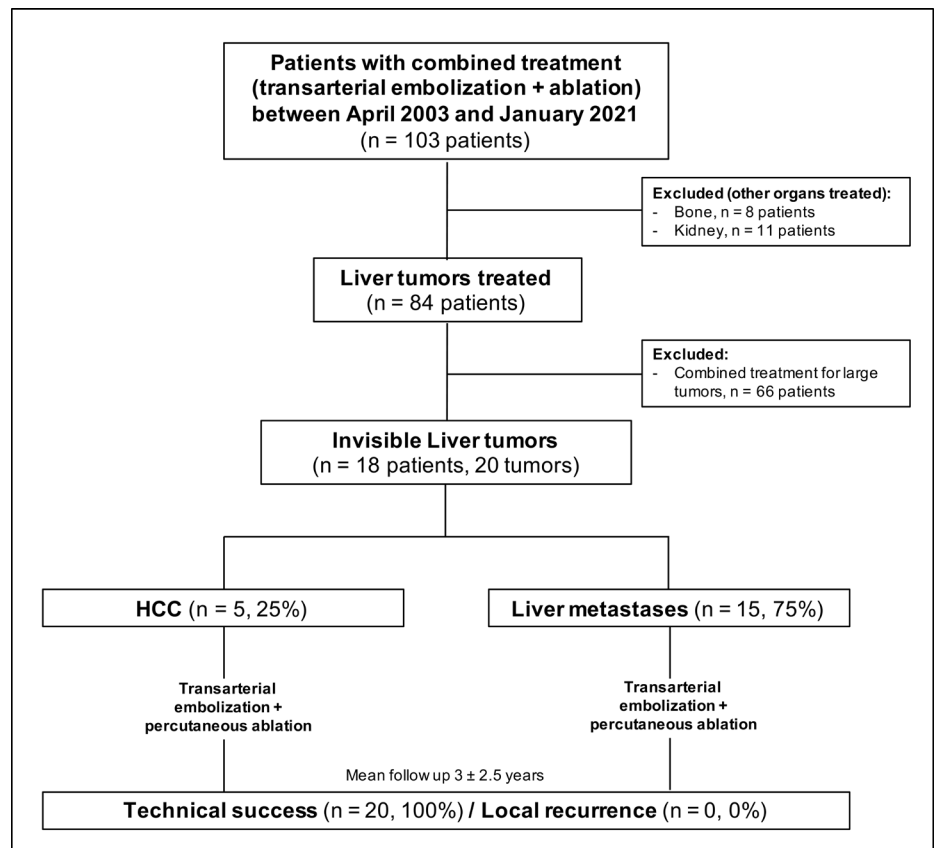 Patients with combined treatment
(transarterial embolization + ablation)
between April 2003 and January 2021
(n = 103 patients)
Excluded (other organs treated):
- Bone, n = 8 patients
- Kidney, n = 11 patients
Liver tumors treated
(n = 84 patients)
Excluded:
- Combined treatment for large
tumors, n = 66 patients
Invisible Liver tumors
(n = 18 patients, 20 tumors)
HCC (n = 5, 25%)
Liver metastases (n = 15, 75%)
Transarterial
embolization +
percutaneous ablation
Transarterial
embolization +
percutaneous ablation
Mean follow up 3 ± 2.5 years
Technical success (n = 20, 100%) / Local recurrence (n = 0, 0%)